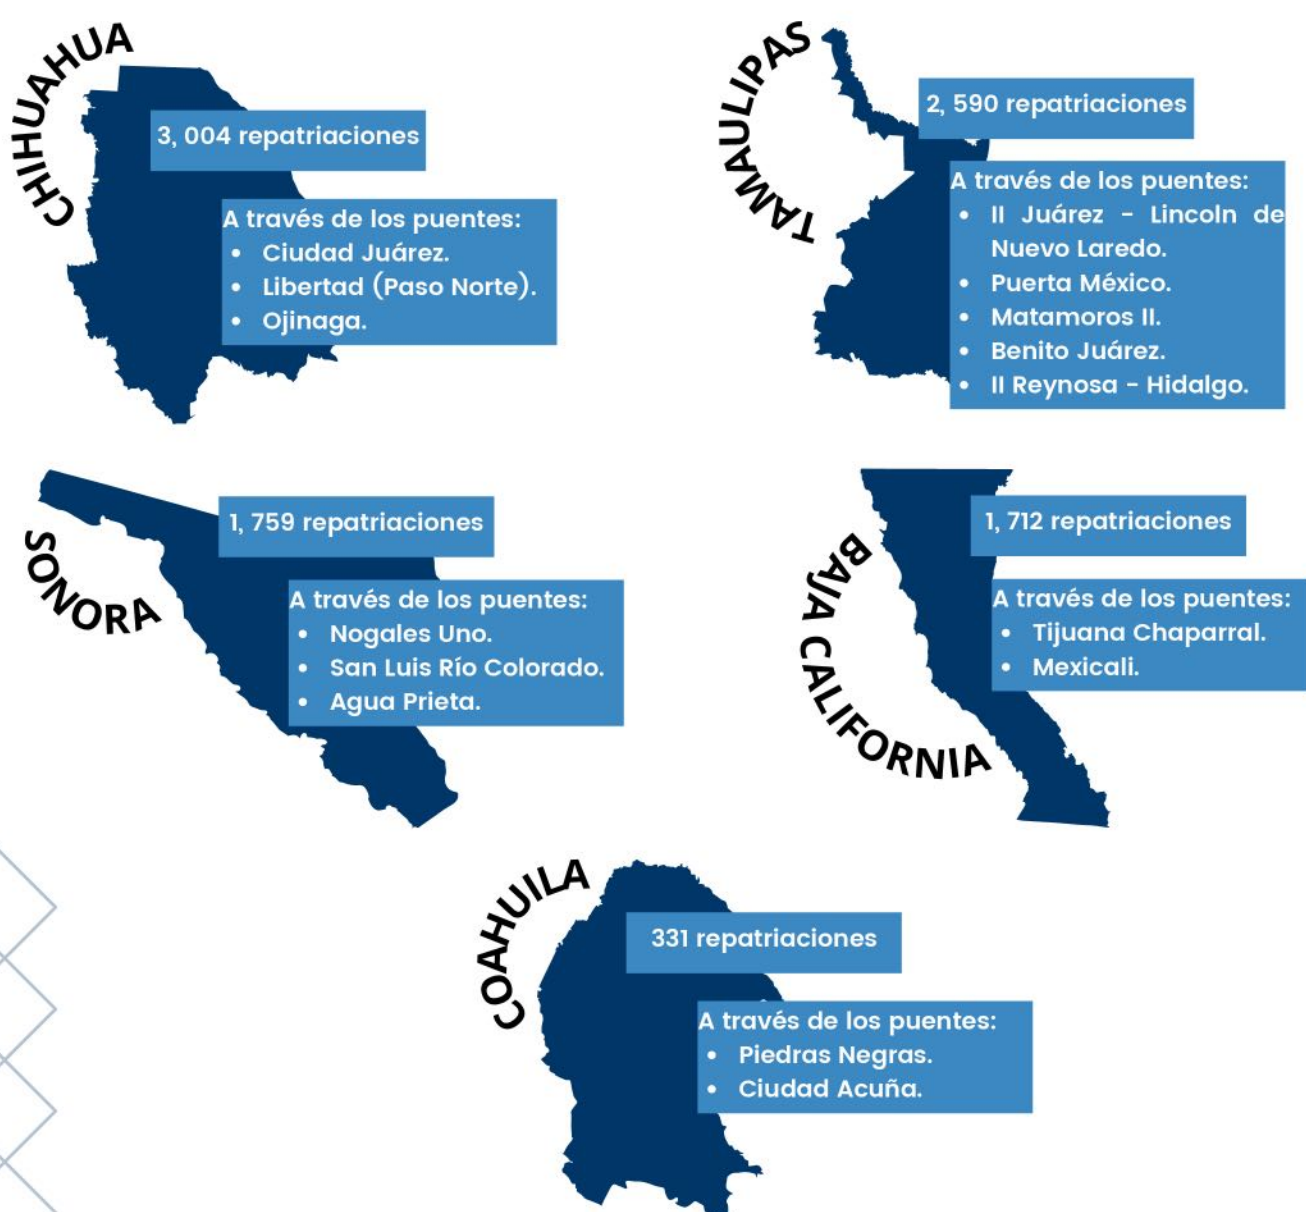 CHIHUAHUA
3, 004 repatriaciones
A través de los puentes:
• Ciudad Juárez.
• Libertad (Paso Norte).
• Ojinaga.
TAMAULIPAS
2, 590 repatriaciones
A través de los puentes:
• II Juárez - Lincoln de
Nuevo Laredo.
• Puerta México.
• Matamoros II.
• Benito Juárez.
• II Reynosa - Hidalgo.
SONORA
1, 759 repatriaciones
A través de los puentes:
• Nogales Uno.
• San Luis Río Colorado.
• Agua Prieta.
BAJA CALIFORNIA
1, 712 repatriaciones
A través de los puentes:
• Tijuana Chaparral.
• Mexicali.
COAHUILA
331 repatriaciones
A través de los puentes:
• Piedras Negras.
• Ciudad Acuña.